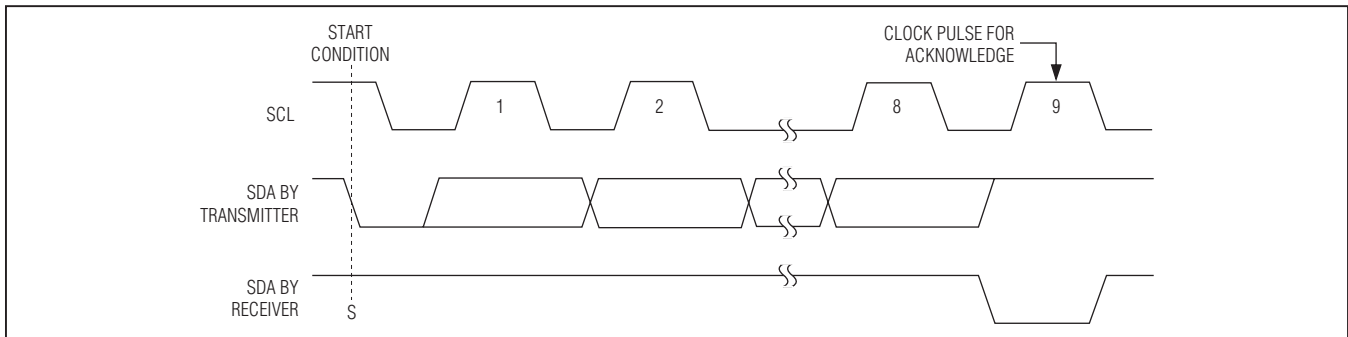 START
CONDITION
CLOCK PULSE FOR
ACKNOWLEDGE
SCL
1
2
8
9
SDA BY
TRANSMITTER
SDA BY
RECEIVER
S